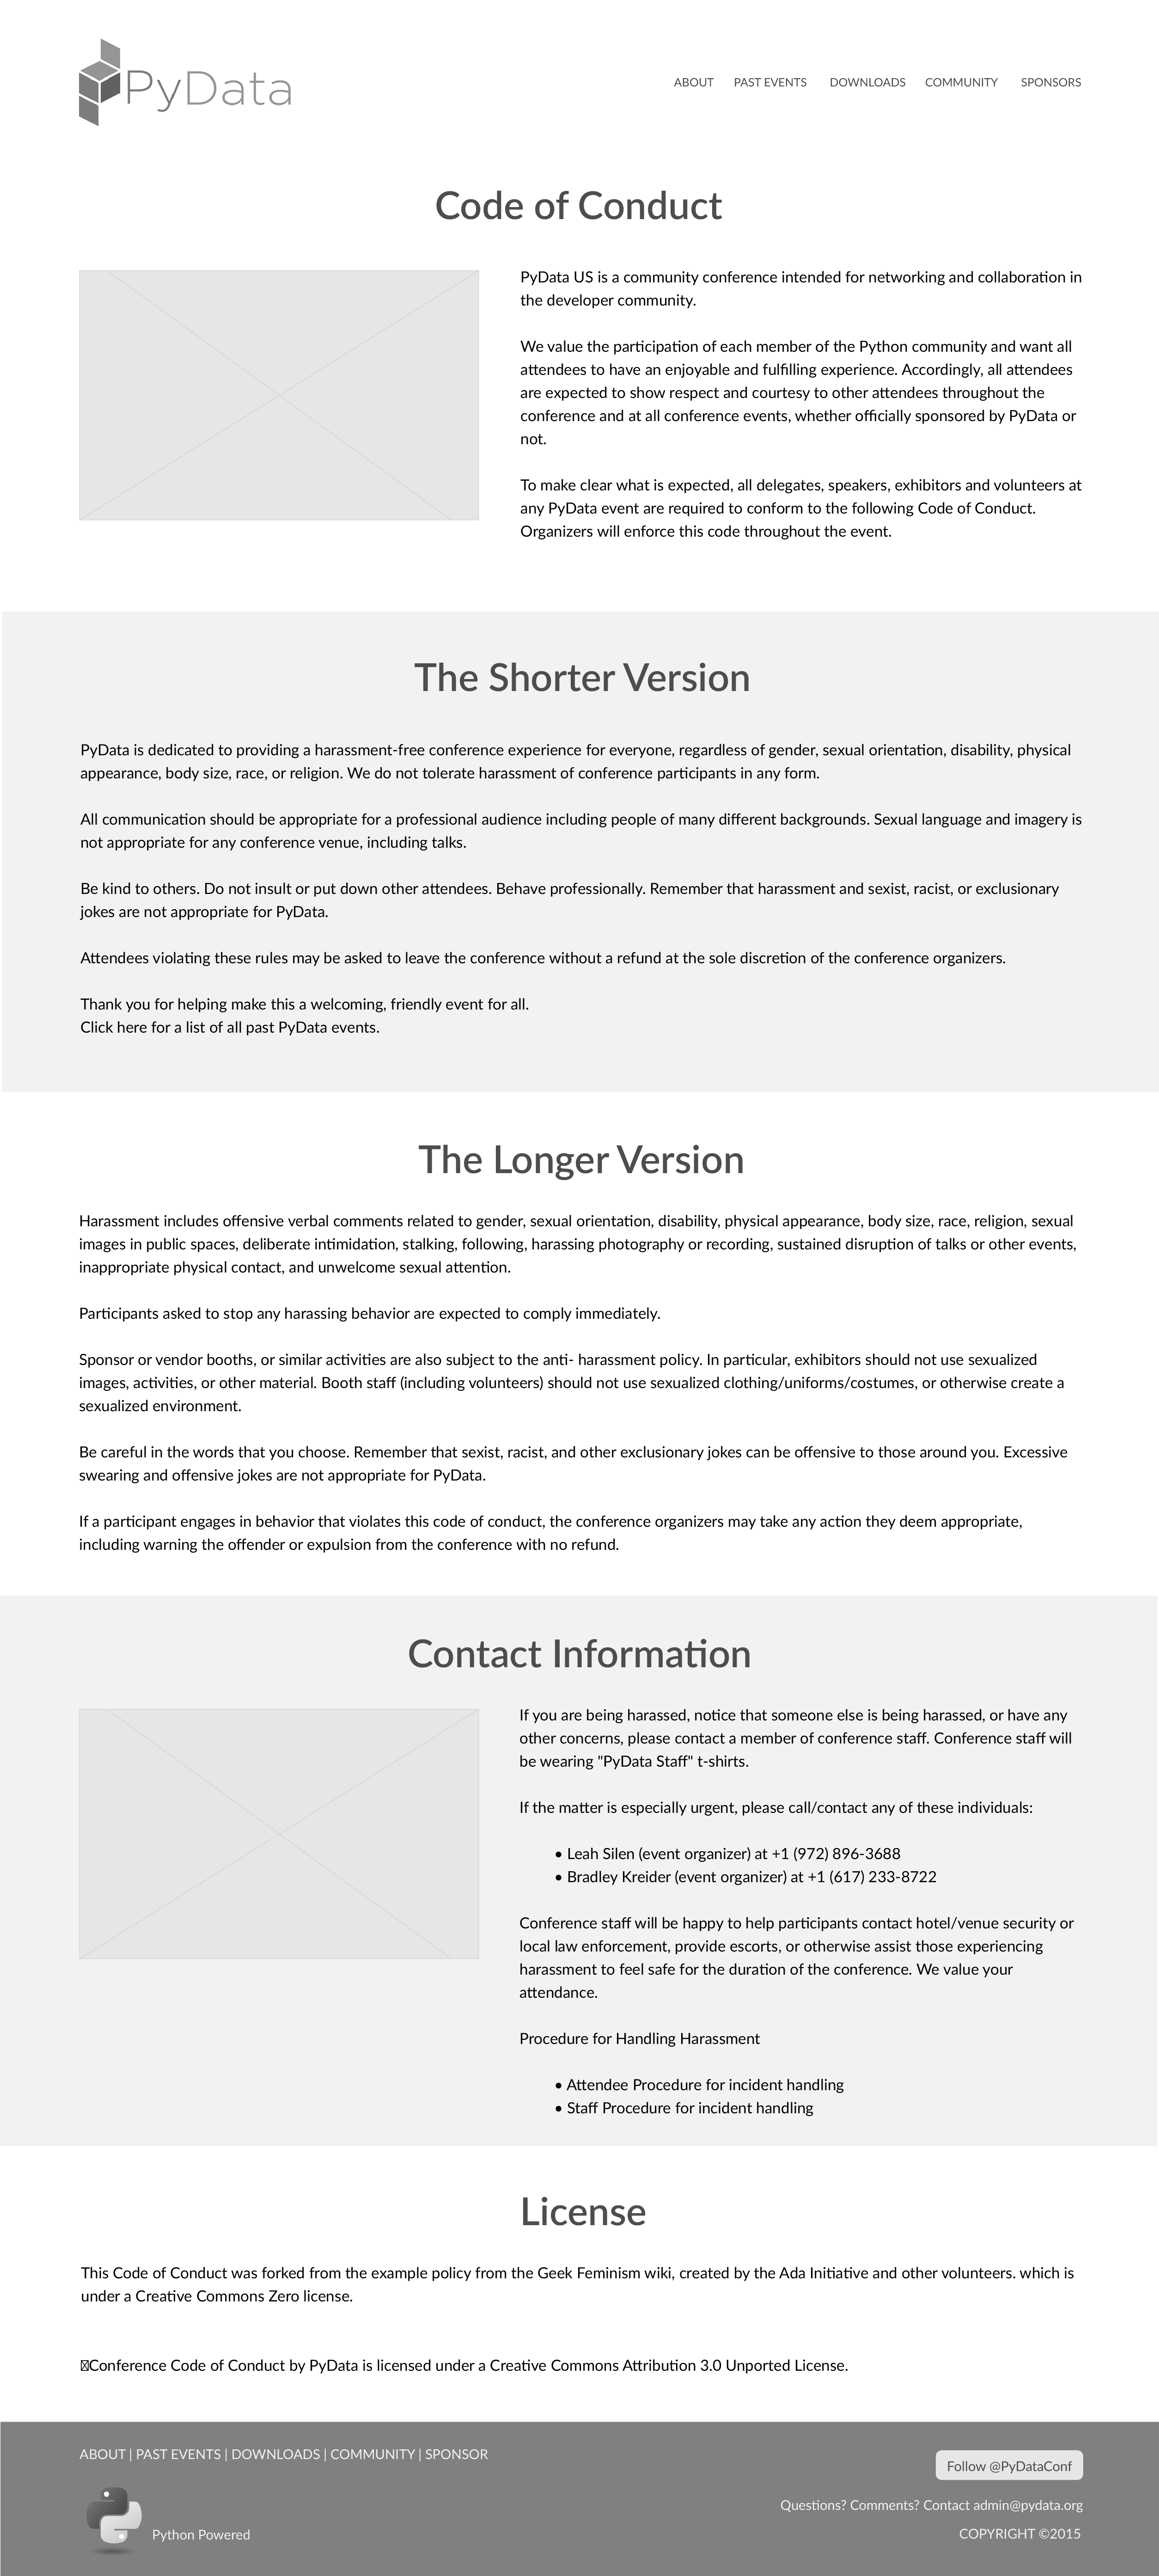 PyData
ABOUT PAST EVENTS DOWNLOADS COMMUNITY SPONSORS
Code of Conduct
PyData US is a community conference intended for networking and collaboration in
the developer community.
We value the participation of each member of the Python community and want all
attendees to have an enjoyable and fulfilling experience. Accordingly, all attendees
are expected to show respect and courtesy to other attendees throughout the
conference and at all conference events, whether officially sponsored by PyData or
not.
To make clear what is expected, all delegates, speakers, exhibitors and volunteers at
any PyData event are required to conform to the following Code of Conduct.
Organizers will enforce this code throughout the event.
The Shorter Version
PyData is dedicated to providing a harassment-free conference experience for everyone, regardless of gender, sexual orientation, disability, physical
appearance, body size, race, or religion. We do not tolerate harassment of conference participants in any form.
All communication should be appropriate for a professional audience including people of many different backgrounds. Sexual language and imagery is
not appropriate for any conference venue, including talks.
Be kind to others. Do not insult or put down other attendees. Behave professionally. Remember that harassment and sexist, racist, or exclusionary
jokes are not appropriate for PyData.
Attendees violating these rules may be asked to leave the conference without a refund at the sole discretion of the conference organizers.
Thank you for helping make this a welcoming, friendly event for all.
Click here for a list of all past PyData events.
The Longer Version
Harassment includes offensive verbal comments related to gender, sexual orientation, disability, physical appearance, body size, race, religion, sexual
images in public spaces, deliberate intimidation, stalking, following, harassing photography or recording, sustained disruption of talks or other events,
inappropriate physical contact, and unwelcome sexual attention.
Participants asked to stop any harassing behavior are expected to comply immediately.
Sponsor or vendor booths, or similar activities are also subject to the anti- harassment policy. In particular, exhibitors should not use sexualized
images, activities, or other material. Booth staff (including volunteers) should not use sexualized clothing/uniforms/costumes, or otherwise create a
sexualized environment.
Be careful in the words that you choose. Remember that sexist, racist, and other exclusionary jokes can be offensive to those around you. Excessive
swearing and offensive jokes are not appropriate for PyData.
If a participant engages in behavior that violates this code of conduct, the conference organizers may take any action they deem appropriate,
including warning the offender or expulsion from the conference with no refund.
Contact Information
If you are being harassed, notice that someone else is being harassed, or have any
other concerns, please contact a member of conference staff. Conference staff will
be wearing "PyData Staff" t-shirts.
If the matter is especially urgent, please call/contact any of these individuals:
• Leah Silen (event organizer) at +1 (972) 896-3688
• Bradley Kreider (event organizer) at +1 (617) 233-8722
Conference staff will be happy to help participants contact hotel/venue security or
local law enforcement, provide escorts, or otherwise assist those experiencing
harassment to feel safe for the duration of the conference. We value your
attendance.
Procedure for Handling Harassment
• Attendee Procedure for incident handling
• Staff Procedure for incident handling
License
This Code of Conduct was forked from the example policy from the Geek Feminism wiki, created by the Ada Initiative and other volunteers. which is
under a Creative Commons Zero license.
Conference Code of Conduct by PyData is licensed under a Creative Commons Attribution 3.0 Unported License.
ABOUT | PAST EVENTS | DOWNLOADS | COMMUNITY | SPONSOR
Follow @PyDataConf
Questions? Comments? Contact admin@pydata.org
Python Powered
COPYRIGHT ©2015